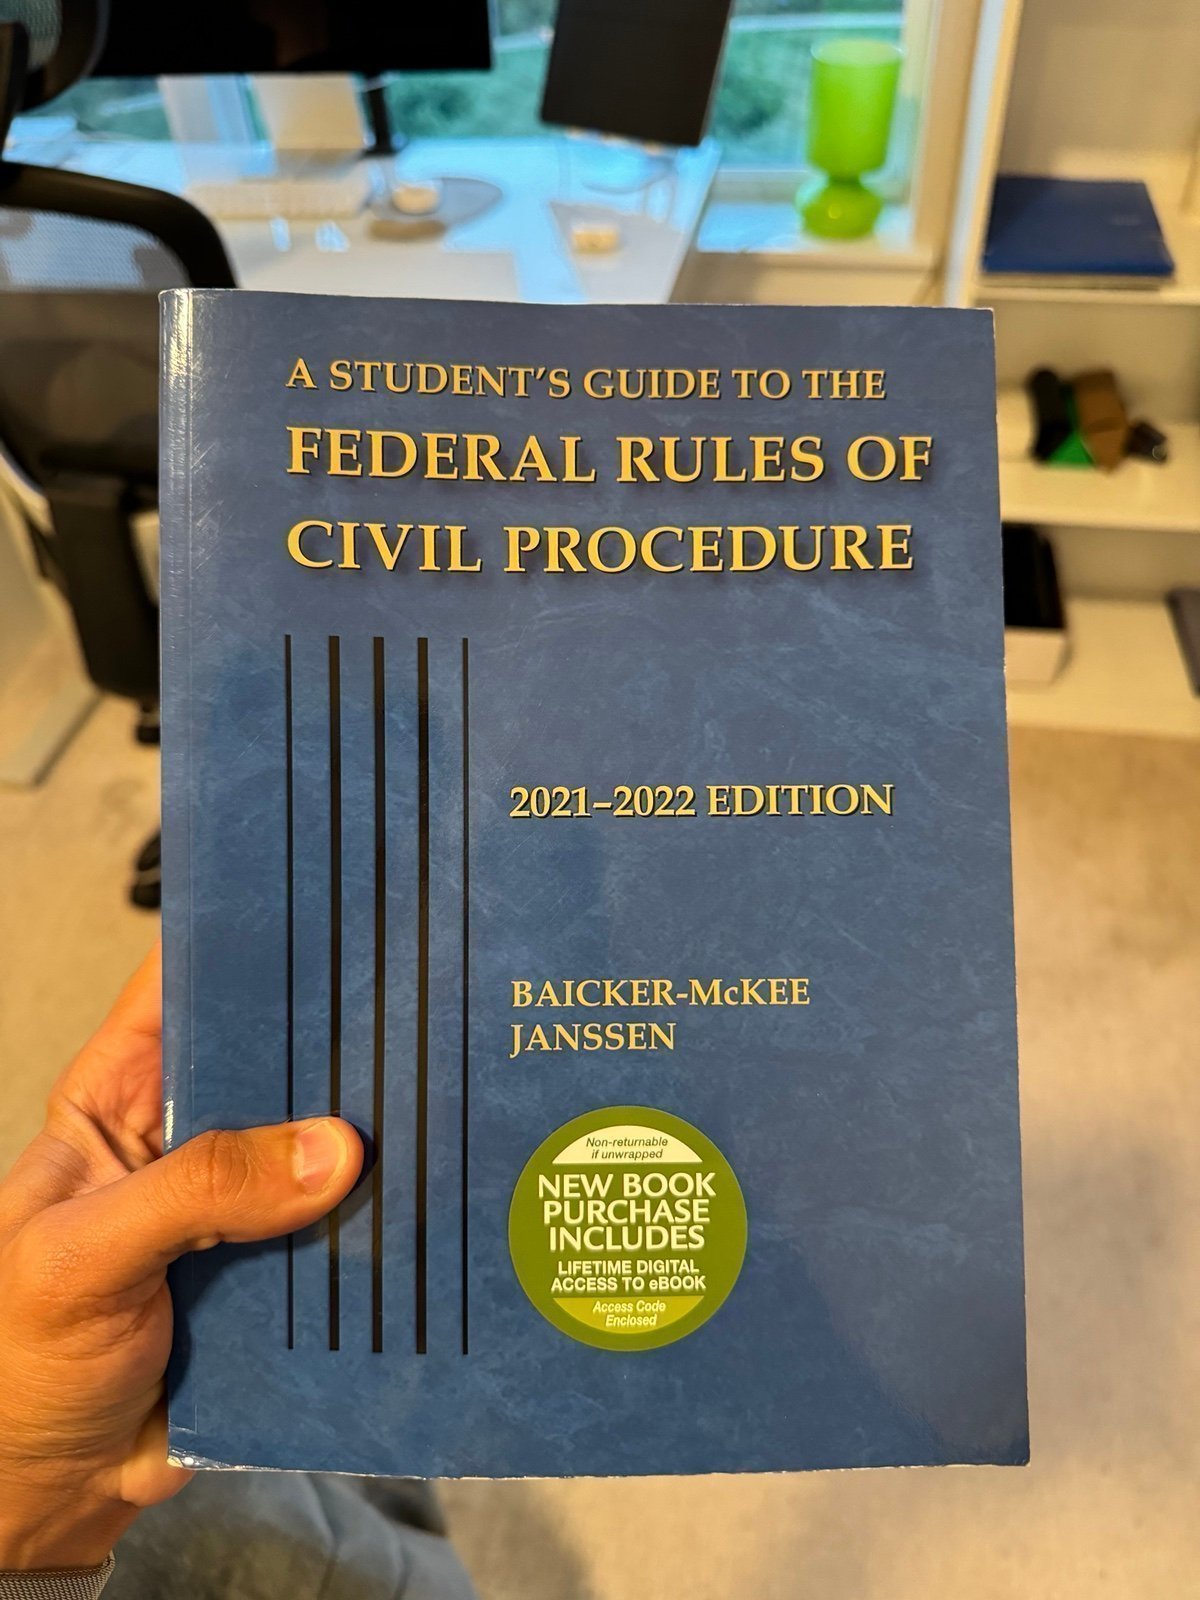 A STUDENT'S GUIDE TO THE
FEDERAL RULES OF
CIVIL PROCEDURE
2021–2022 EDITION
BAICKER-McKEE
JANSSEN
Non-returnable
if unwrapped
NEW BOOK
PURCHASE
INCLUDES
LIFETIME DIGITAL
ACCESS TO eBOOK
Access Code
Enclosed